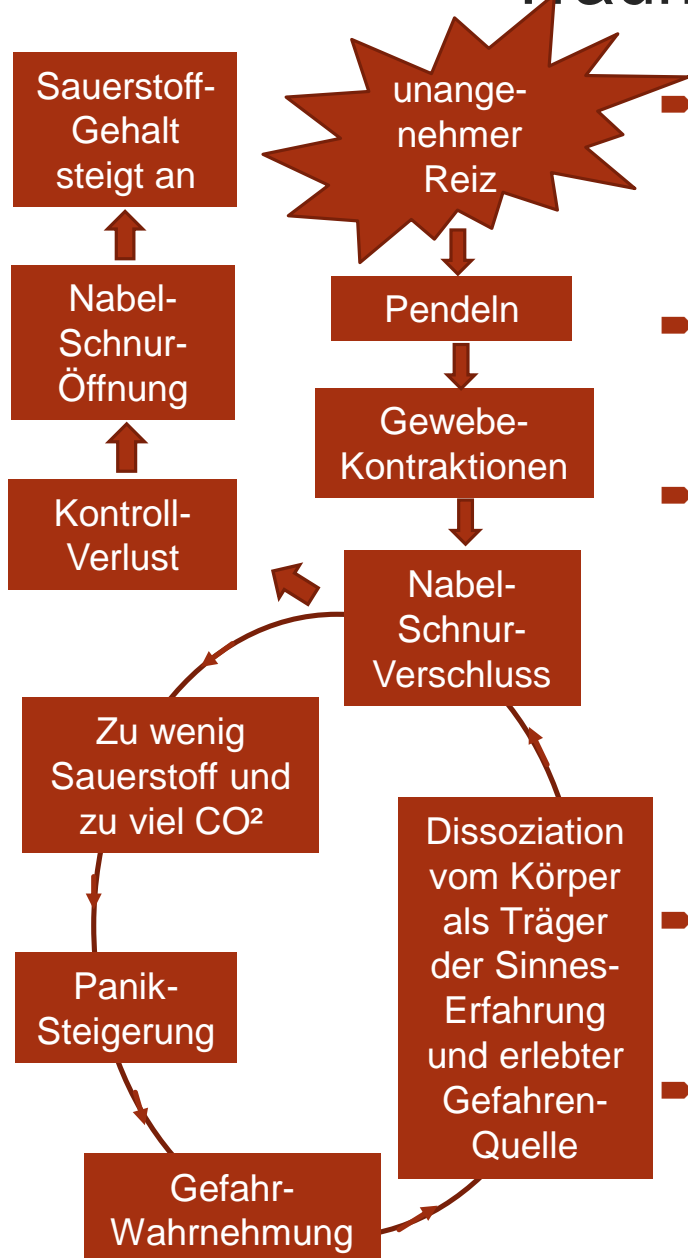 unange-
nehmer
Reiz
Pendeln
Gewebe-
Kontraktionen
Nabel-
Schnur-
Verschluss
Kontroll-
Verlust
Nabel-
Schnur-
Öffnung
Sauerstoff-
Gehalt
steigt an
Zu wenig
Sauerstoff und
zu viel CO²
Panik-
Steigerung
Gefahr-
Wahrnehmung
Dissoziation
vom Körper
als Träger
der Sinnes-
Erfahrung
und erlebter
Gefahren-
Quelle